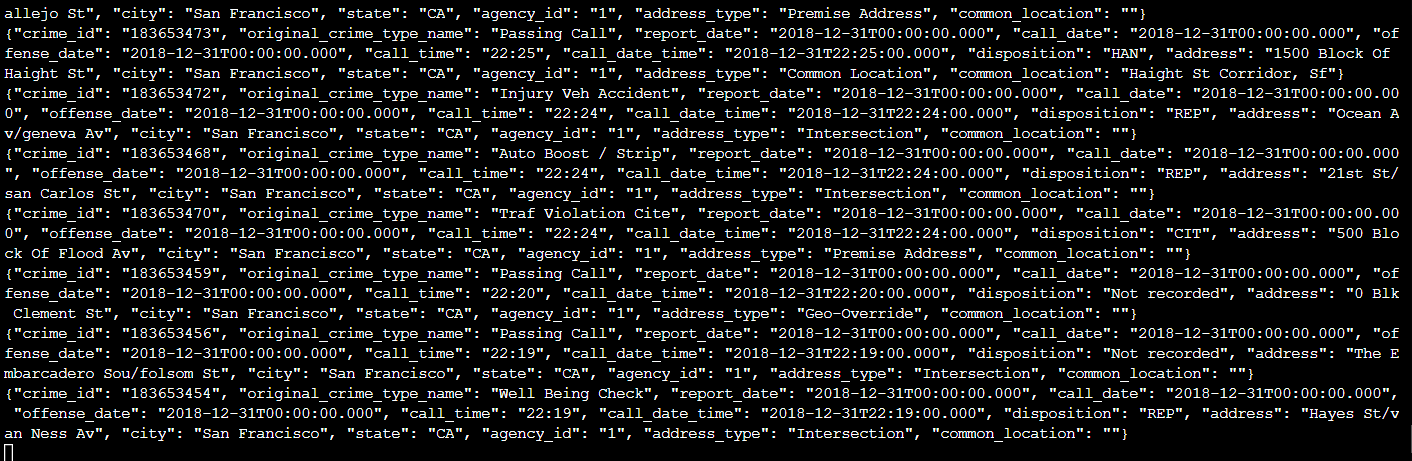 allejo St", "city": "San Francisco", "state": "CA", "agency_id": "1", "address_type": "Premise Address", "common_location": ""}
{"crime_id": "183653473", "original_crime_type_name": "Passing Call", "report_date": "2018-12-31T00:00:00.000", "call_date": "2018-12-31T00:00:00.000", "of
fense_date": "2018-12-31T00:00:00.000", "call_time": "22:25", "call_date_time": "2018-12-31T22:25:00.000", "disposition": "HAN", "address": "1500 Block Of
Haight St", "city": "San Francisco", "state": "CA", "agency_id": "1", "address_type": "Common Location", "common_location": "Haight St Corridor, Sf"}
{"crime_id": "183653472", "original_crime_type_name": "Injury Veh Accident", "report_date": "2018-12-31T00:00:00.000", "call_date": "2018-12-31T00:00:00.00
0", "offense_date": "2018-12-31T00:00:00.000", "call_time": "22:24", "call_date_time": "2018-12-31T22:24:00.000", "disposition": "REP", "address": "Ocean A
v/geneva Av", "city": "San Francisco", "state": "CA", "agency_id": "1", "address_type": "Intersection", "common_location": ""}
{"crime_id": "183653468", "original_crime_type_name": "Auto Boost / Strip", "report_date": "2018-12-31T00:00:00.000", "call_date": "2018-12-31T00:00:00.000
", "offense_date": "2018-12-31T00:00:00.000", "call_time": "22:24", "call_date_time": "2018-12-31T22:24:00.000", "disposition": "REP", "address": "21st St/
san Carlos St", "city": "San Francisco", "state": "CA", "agency_id": "1", "address_type": "Intersection", "common_location": ""}
{"crime_id": "183653470", "original_crime_type_name": "Traf Violation Cite", "report_date": "2018-12-31T00:00:00.000", "call_date": "2018-12-31T00:00:00.00
0", "offense_date": "2018-12-31T00:00:00.000", "call_time": "22:24", "call_date_time": "2018-12-31T22:24:00.000", "disposition": "CIT", "address": "500 Blo
ck Of Flood Av", "city": "San Francisco", "state": "CA", "agency_id": "1", "address_type": "Premise Address", "common_location": ""}
{"crime_id": "183653459", "original_crime_type_name": "Passing Call", "report_date": "2018-12-31T00:00:00.000", "call_date": "2018-12-31T00:00:00.000", "of
fense_date": "2018-12-31T00:00:00.000", "call_time": "22:20", "call_date_time": "2018-12-31T22:20:00.000", "disposition": "Not recorded", "address": "0 Blk
 Clement St", "city": "San Francisco", "state": "CA", "agency_id": "1", "address_type": "Geo-Override", "common_location": ""}
{"crime_id": "183653456", "original_crime_type_name": "Passing Call", "report_date": "2018-12-31T00:00:00.000", "call_date": "2018-12-31T00:00:00.000", "of
fense_date": "2018-12-31T00:00:00.000", "call_time": "22:19", "call_date_time": "2018-12-31T22:19:00.000", "disposition": "Not recorded", "address": "The E
mbarcadero Sou/folsom St", "city": "San Francisco", "state": "CA", "agency_id": "1", "address_type": "Intersection", "common_location": ""}
{"crime_id": "183653454", "original_crime_type_name": "Well Being Check", "report_date": "2018-12-31T00:00:00.000", "call_date": "2018-12-31T00:00:00.000",
 "offense_date": "2018-12-31T00:00:00.000", "call_time": "22:19", "call_date_time": "2018-12-31T22:19:00.000", "disposition": "REP", "address": "Hayes St/v
an Ness Av", "city": "San Francisco", "state": "CA", "agency_id": "1", "address_type": "Intersection", "common_location": ""}